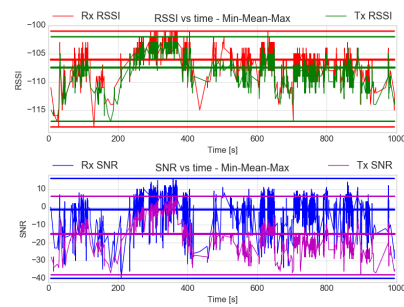 RSSI vs time - Min-Mean-Max
Rx RSSI
Tx RSSI
RSSI
−100
−105
−110
−115
0
200
400
600
800
1000
Time [s]
SNR vs time - Min-Mean-Max
Rx SNR
Tx SNR
SNR
10
0
−10
−20
−30
−40
0
200
400
600
800
1000
Time [s]